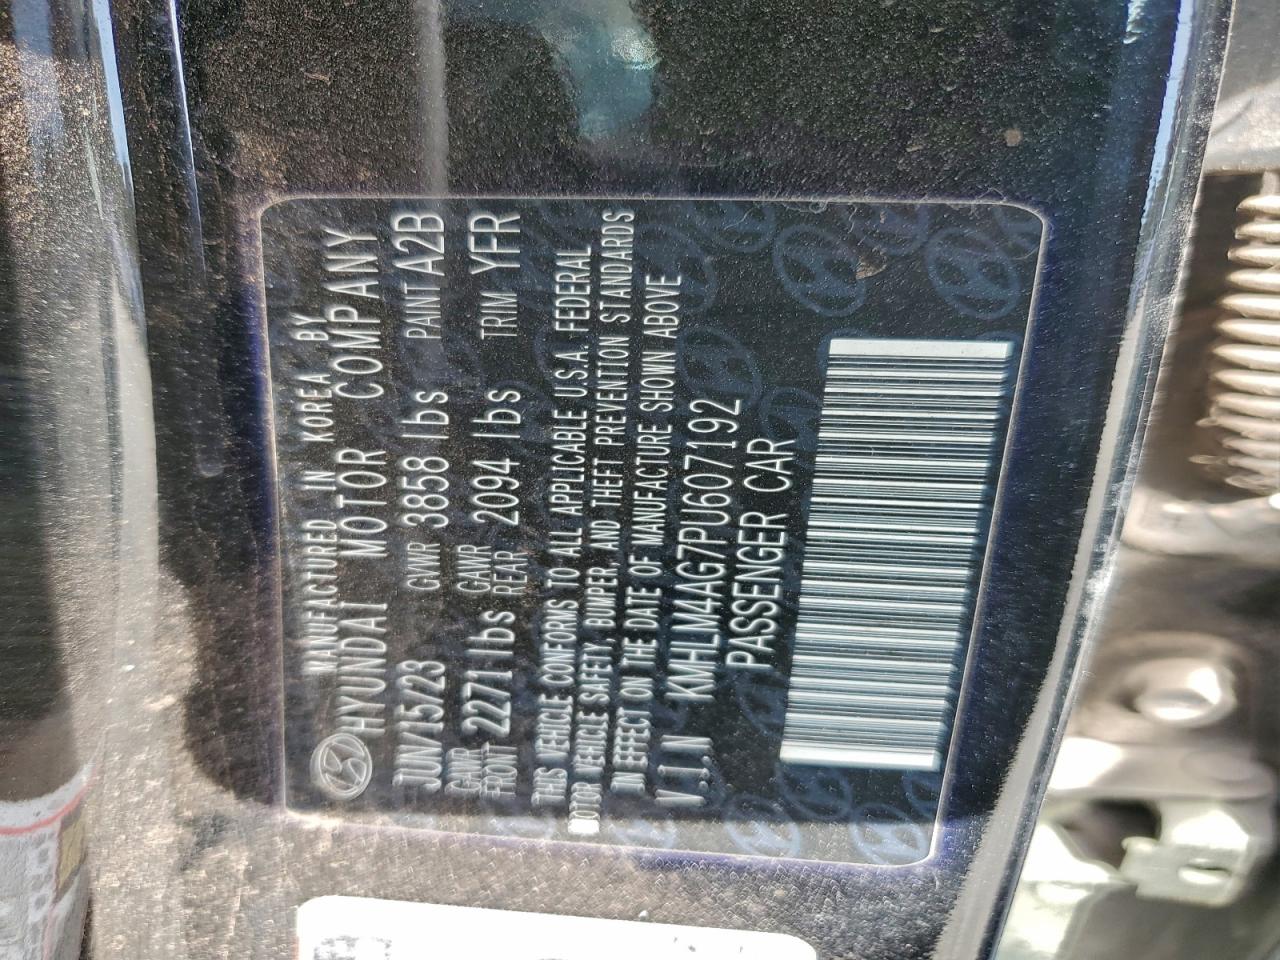 MANUFACTURED IN KOREA BY
HYUNDAI MOTOR COMPANY
JUN/15/23 GVWR 3858 lbs PAINT A2B
GAWR FRONT 2271 lbs GAWR REAR 2094 lbs TRIM YFR
THIS VEHICLE CONFORMS TO ALL APPLICABLE U.S.A. FEDERAL
MOTOR VEHICLE SAFETY, BUMPER, AND THEFT PREVENTION STANDARDS
IN EFFECT ON THE DATE OF MANUFACTURE SHOWN ABOVE
V.I.N KMHLM4AG7PU607192
PASSENGER CAR